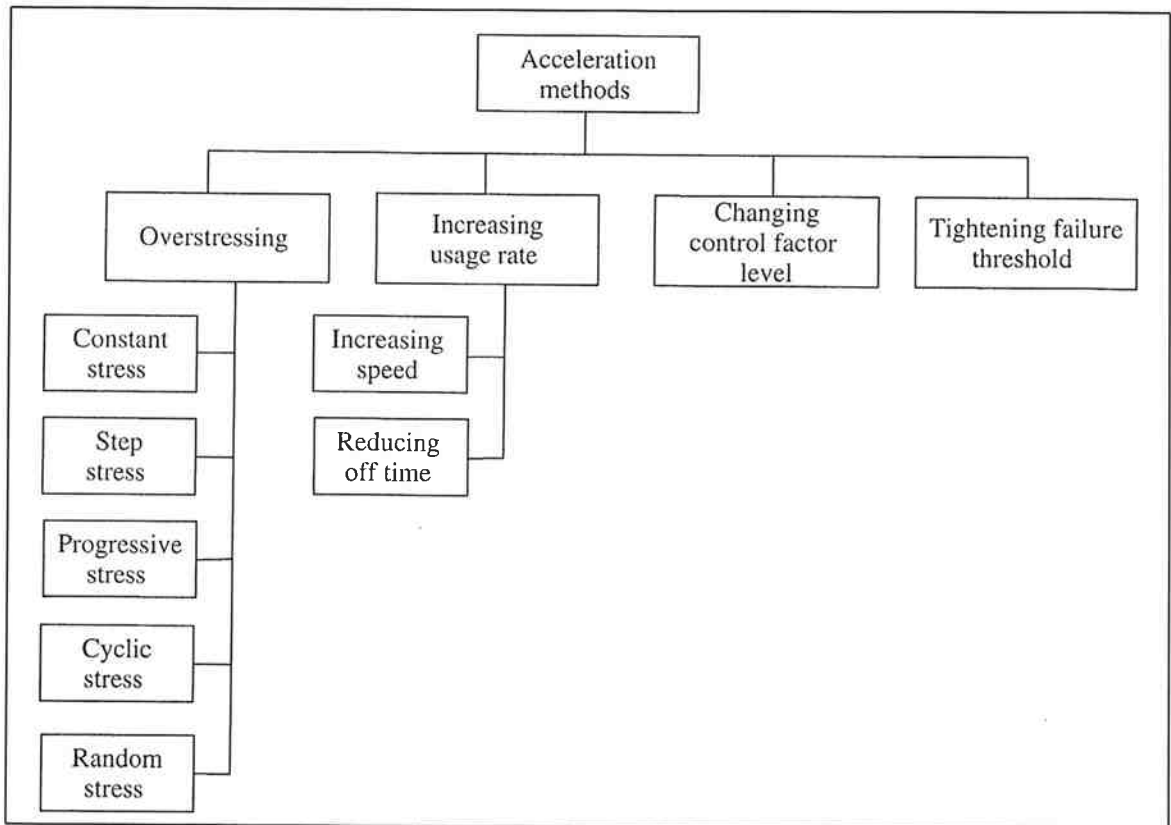 Acceleration
methods
Overstressing
Increasing
usage rate
Changing
control factor
level
Tightening failure
threshold
Constant
stress
Step
stress
Progressive
stress
Cyclic
stress
Random
stress
Increasing
speed
Reducing
off time